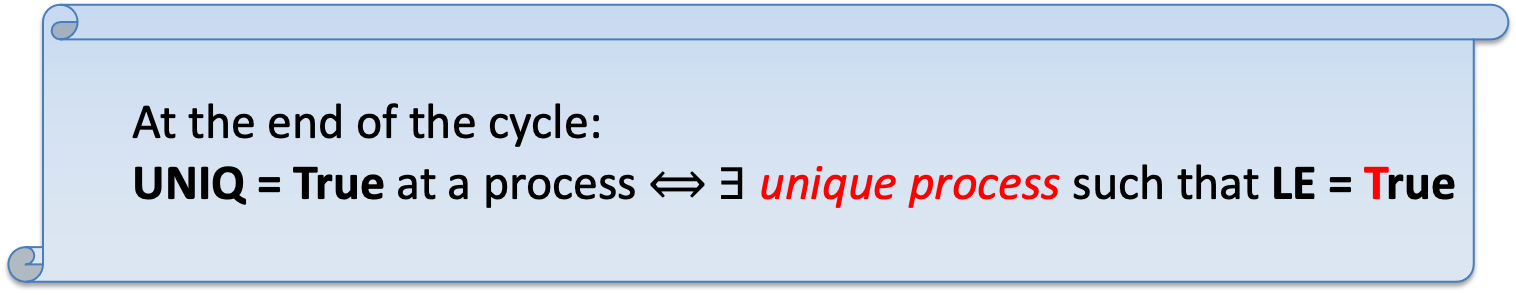 At the end of the cycle:
UNIQ = True at a process ⟺ ∃ unique process such that LE = True